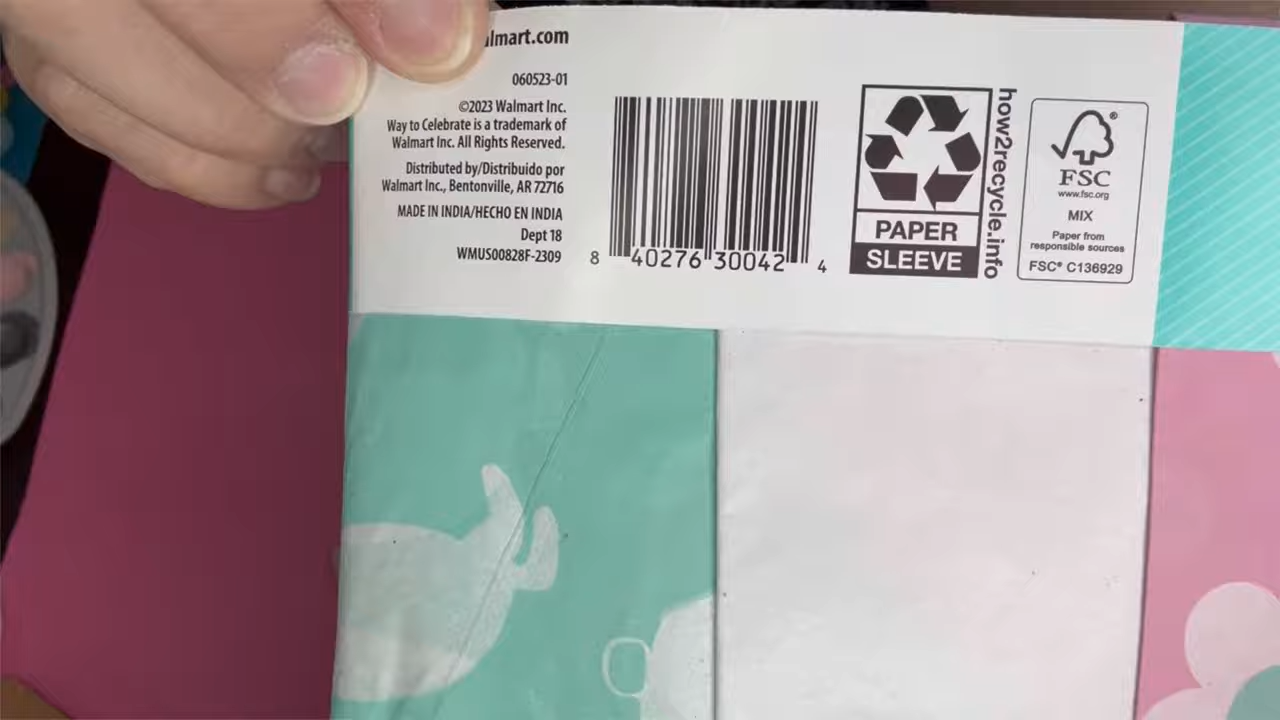 lmart.com
060523-01
©2023 Walmart Inc.
Way to Celebrate is a trademark of
Walmart Inc. All Rights Reserved.
Distributed by/Distribuido por
Walmart Inc., Bentonville, AR 72716
MADE IN INDIA/HECHO EN INDIA
Dept 18
WMUS00828F-2309
8 40276 30042 4
PAPER
SLEEVE
how2recycle.info
FSC®
www.fsc.org
MIX
Paper from
responsible sources
FSC® C136929